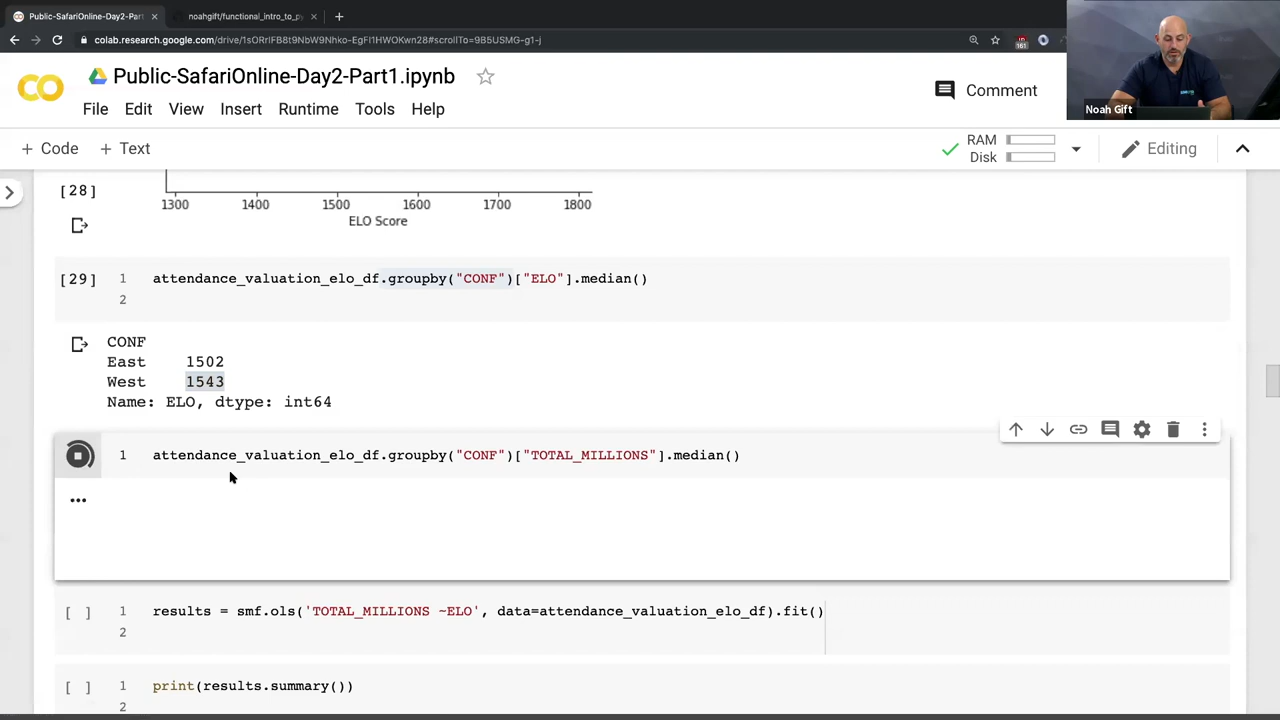 Public-SafariOnline-Day2-Part1
noahgift/functional_intro_to_py
colab.research.google.com/drive/1sORrIFB8t9NbW9Nhko-EgFI1HWOKwn28#scrollTo=9B5USMG-g1-j
161
Public-SafariOnline-Day2-Part1.ipynb
File Edit View Insert Runtime Tools Help
Comment
Noah Gift
+ Code + Text
RAM
Disk
Editing
[28]
1300 1400 1500 1600 1700 1800
ELO Score
[29] 1 attendance_valuation_elo_df.groupby("CONF")["ELO"].median()
2
CONF
East 1502
West 1543
Name: ELO, dtype: int64
1 attendance_valuation_elo_df.groupby("CONF")["TOTAL_MILLIONS"].median()
[ ] 1 results = smf.ols('TOTAL_MILLIONS ~ELO', data=attendance_valuation_elo_df).fit()
2
[ ] 1 print(results.summary())
2